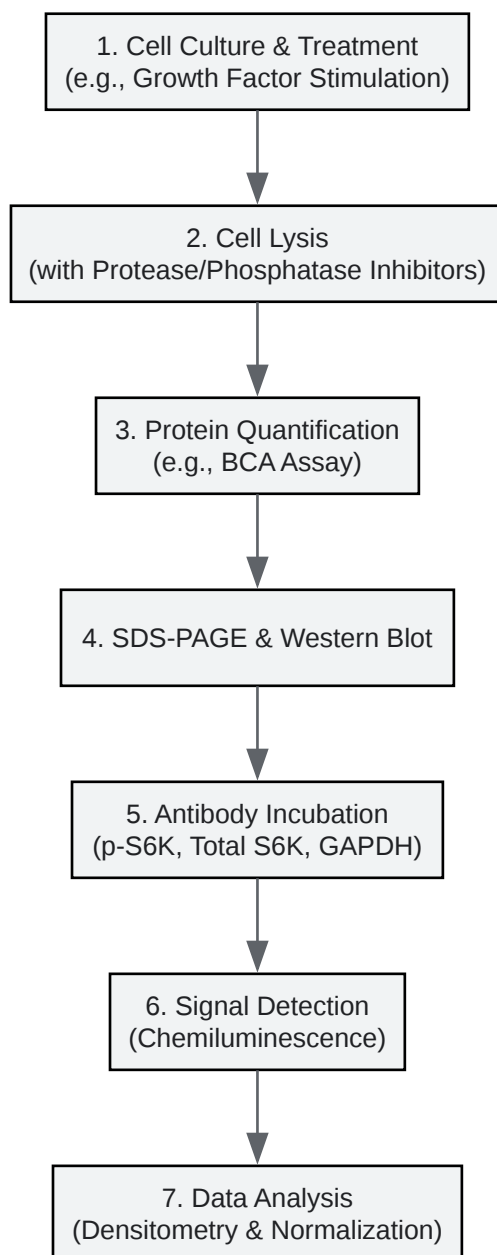 1. Cell Culture & Treatment
(e.g., Growth Factor Stimulation)
2. Cell Lysis
(with Protease/Phosphatase Inhibitors)
3. Protein Quantification
(e.g., BCA Assay)
4. SDS-PAGE & Western Blot
5. Antibody Incubation
(p-S6K, Total S6K, GAPDH)
6. Signal Detection
(Chemiluminescence)
7. Data Analysis
(Densitometry & Normalization)